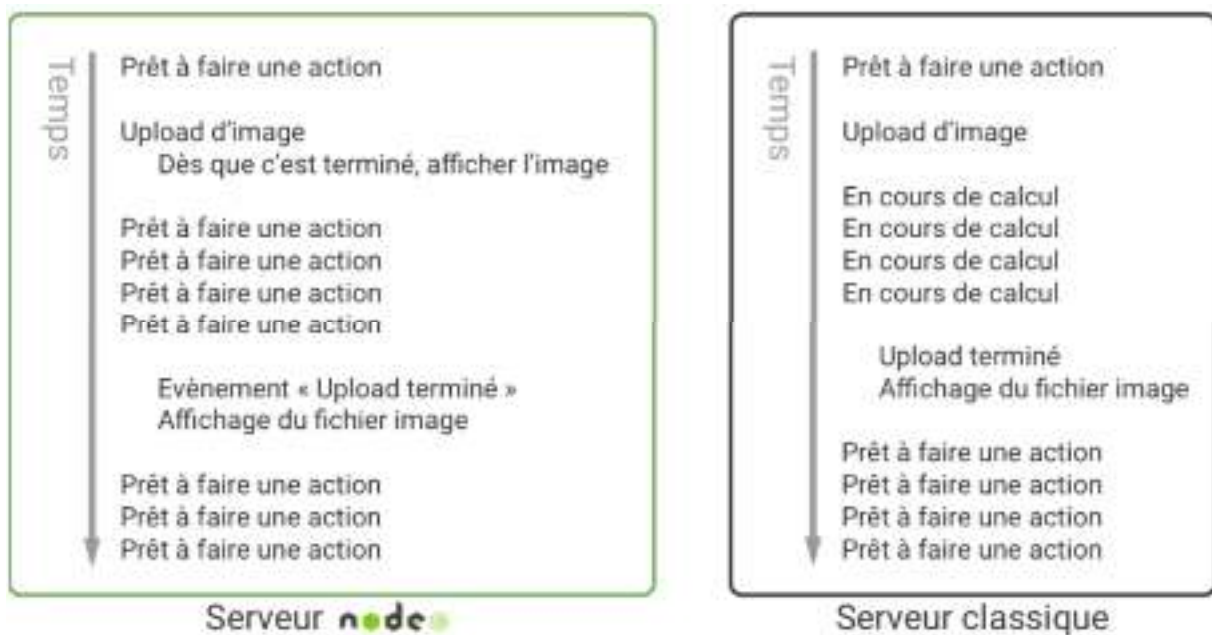 Temps
Prêt à faire une action
Upload d'image
Dès que c'est terminé, afficher l'image
Prêt à faire une action
Prêt à faire une action
Prêt à faire une action
Prêt à faire une action
Evènement « Upload terminé »
Affichage du fichier image
Prêt à faire une action
Prêt à faire une action
Prêt à faire une action
Serveur node
Temps
Prêt à faire une action
Upload d'image
En cours de calcul
En cours de calcul
En cours de calcul
En cours de calcul
Upload terminé
Affichage du fichier image
Prêt à faire une action
Prêt à faire une action
Prêt à faire une action
Prêt à faire une action
Serveur classique